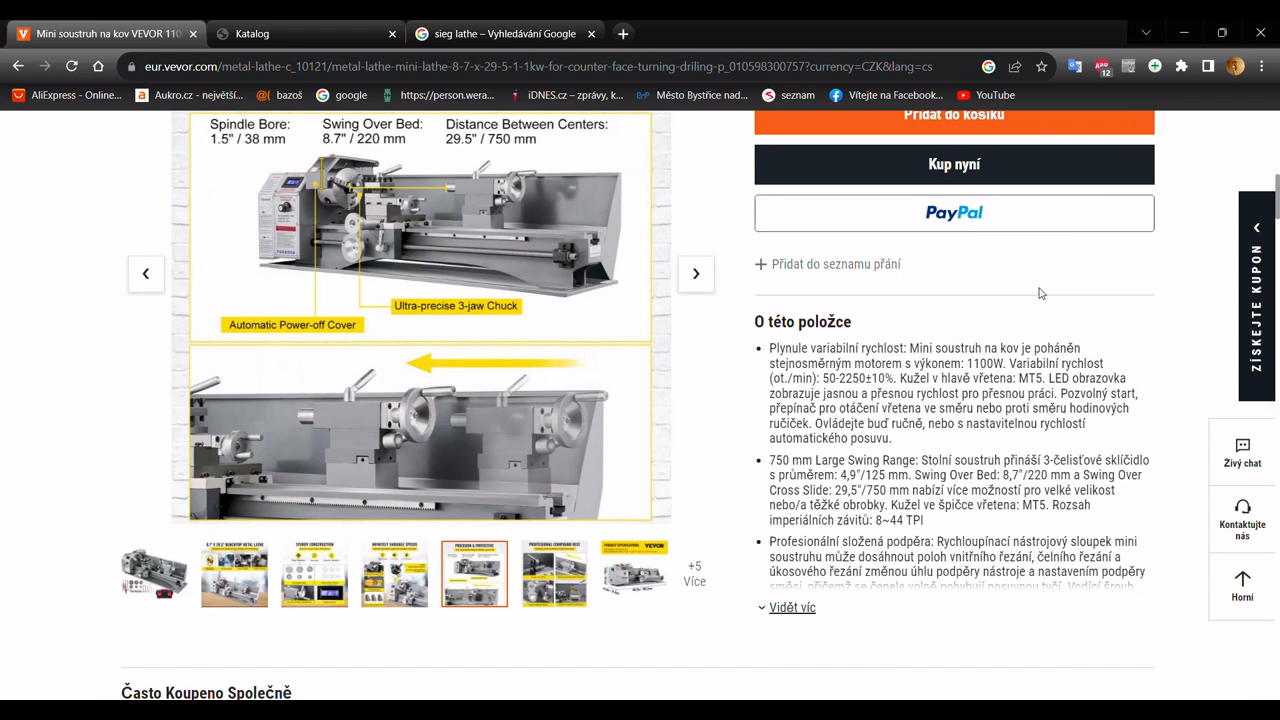 Mini soustruh na kov VEVOR 110
Katalog
sieg lathe – Vyhledávání Google
eur.vevor.com/metal-lathe-c_10121/metal-lathe-mini-lathe-8-7-x-29-5-1-1kw-for-counter-face-turning-driling-p_010598300757?currency=CZK&lang=cs
12
AliExpress - Online...
Aukro.cz - největší...
bazoš
google
https://person.wera...
iDNES.cz – zprávy, k...
Město Bystřice nad...
seznam
Vítejte na Facebook...
YouTube
Spindle Bore:
1.5" / 38 mm
Swing Over Bed:
8.7" / 220 mm
Distance Between Centers:
29.5" / 750 mm
Ultra-precise 3-jaw Chuck
Automatic Power-off Cover
+5
Více
Přidat do košíku
Kup nyní
PayPal
Přidat do seznamu přání
O této položce
Plynule variabilní rychlost: Mini soustruh na kov je poháněn
stejnosměrným motorem s výkonem: 1100W. Variabilní rychlost
(ot./min): 50-2250±10%. Kužel v hlavě vřetena: MT5. LED obrazovka
zobrazuje jasnou a přesnou rychlost pro přesnou práci. Pozvolný start,
přepínač pro otáčení vřetena ve směru nebo proti směru hodinových
ručiček. Ovládejte buď ručně, nebo s nastavitelnou rychlostí
automatického posuvu.
750 mm Large Swing Range: Stolní soustruh přináší 3-čelisťové sklíčidlo
s průměrem: 4,9"/125 mm. Swing Over Bed: 8,7"/220 mm a Swing Over
Cross Slide: 29,5"/750 mm nabízí více možností pro velké velikost
nebo/a těžké obrobky. Kužel ve špičce vřetena: MT5. Rozsah
imperiálních závitů: 8~44 TPI
Profesionální složená podpěra: Rychloupínací nástrojový sloupek mini
soustruhu může dosáhnout poloh vnitřního řezání, čelního řezání a
úkosového řezání změnou úhlu podpěry nástroje a nastavením podpěry
Vidět víc
ZÍSKEJTE KUPON
Živý chat
Kontaktujte
nás
Horní
Často Koupeno Společně